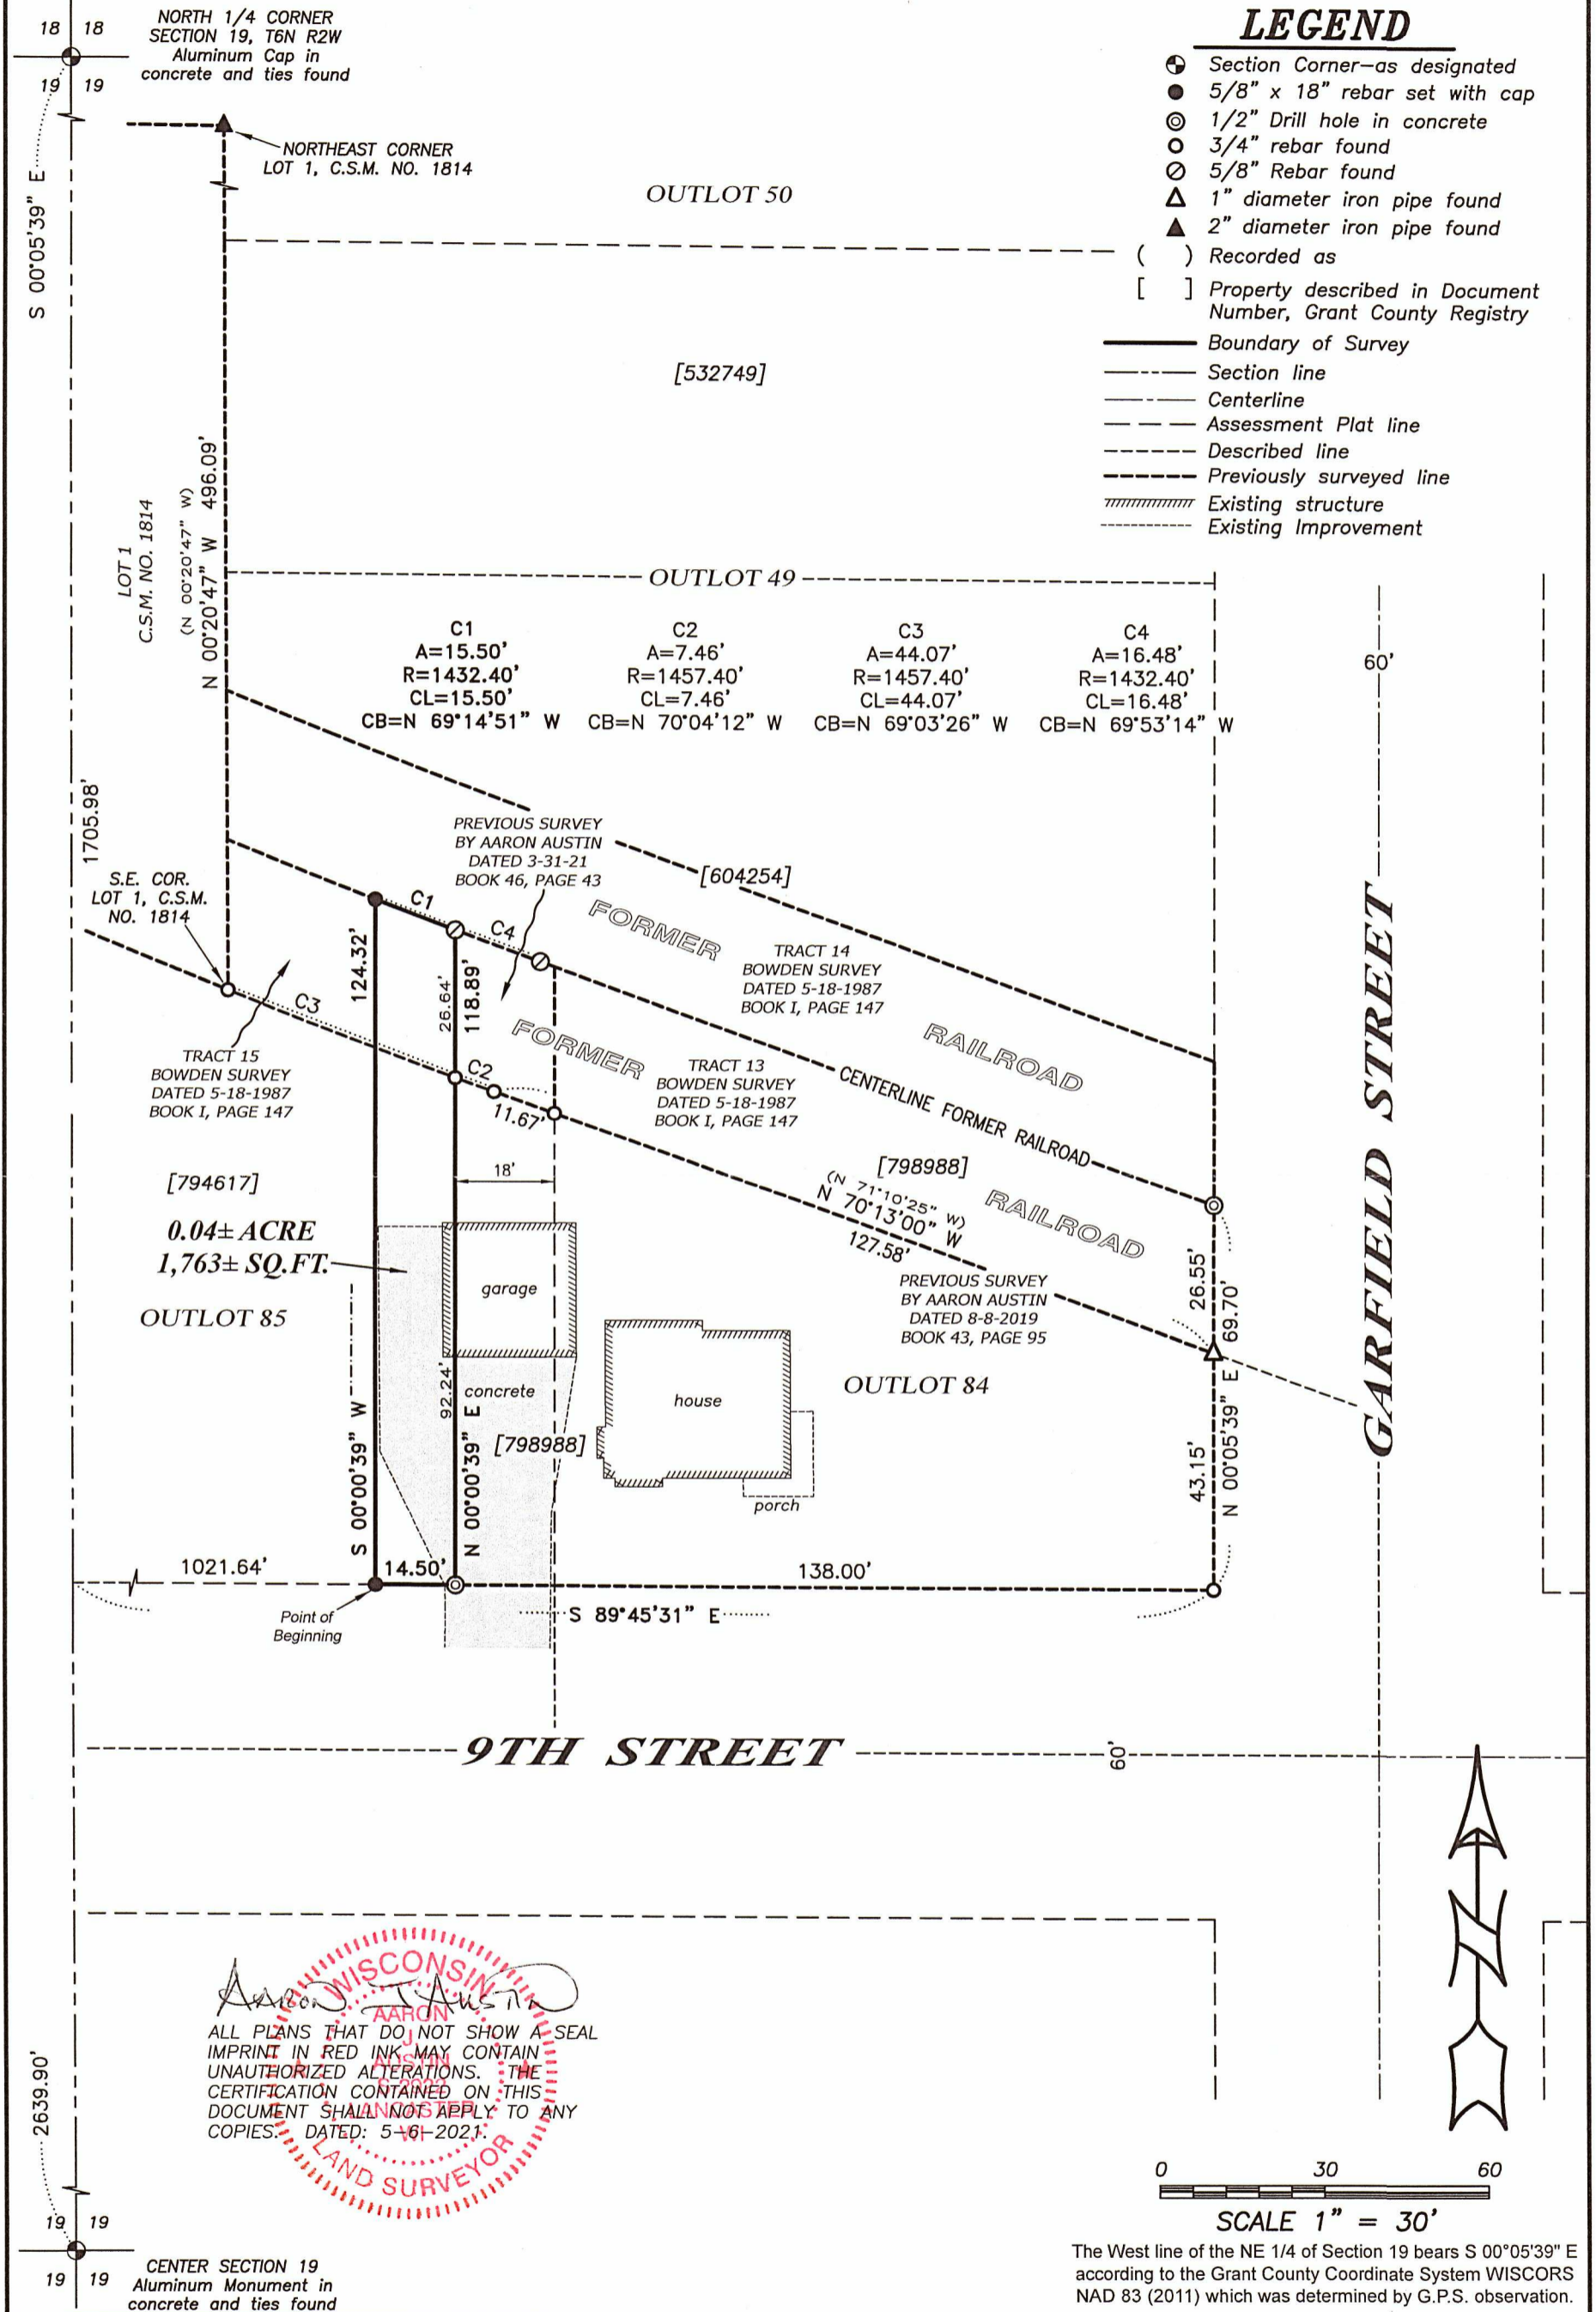 18 18
19 19
NORTH 1/4 CORNER
SECTION 19, T6N R2W
Aluminum Cap in
concrete and ties found
S 00°05'39" E
NORTHEAST CORNER
LOT 1, C.S.M. NO. 1814
LEGEND
Section Corner-as designated
5/8" x 18" rebar set with cap
1/2" Drill hole in concrete
3/4" rebar found
5/8" Rebar found
1" diameter iron pipe found
2" diameter iron pipe found
( ) Recorded as
[ ] Property described in Document
Number, Grant County Registry
Boundary of Survey
Section line
Centerline
Assessment Plat line
Described line
Previously surveyed line
Existing structure
Existing Improvement
OUTLOT 50
[532749]
LOT 1
C.S.M. NO. 1814
(N 00°20'47" W)
N 00°20'47" W 496.09'
OUTLOT 49
C1
A=15.50'
R=1432.40'
CL=15.50'
CB=N 69°14'51" W
C2
A=7.46'
R=1457.40'
CL=7.46'
CB=N 70°04'12" W
C3
A=44.07'
R=1457.40'
CL=44.07'
CB=N 69°03'26" W
C4
A=16.48'
R=1432.40'
CL=16.48'
CB=N 69°53'14" W
60'
1705.98'
PREVIOUS SURVEY
BY AARON AUSTIN
DATED 3-31-21
BOOK 46, PAGE 43
[604254]
S.E. COR.
LOT 1, C.S.M.
NO. 1814
C1
C4
FORMER
RAILROAD
TRACT 14
BOWDEN SURVEY
DATED 5-18-1987
BOOK I, PAGE 147
124.32'
26.64'
118.89'
C3
C2
11.67'
FORMER
RAILROAD
TRACT 15
BOWDEN SURVEY
DATED 5-18-1987
BOOK I, PAGE 147
TRACT 13
BOWDEN SURVEY
DATED 5-18-1987
BOOK I, PAGE 147
CENTERLINE FORMER RAILROAD
GARFIELD STREET
[794617]
18'
[798988]
(N 71°10'25" W)
N 70°13'00" W
127.58'
0.04± ACRE
1,763± SQ.FT.
OUTLOT 85
garage
PREVIOUS SURVEY
BY AARON AUSTIN
DATED 8-8-2019
BOOK 43, PAGE 95
26.55'
69.70'
OUTLOT 84
92.24'
concrete
house
[798988]
porch
S 00°00'39" W
N 00°00'39" E
43.15'
N 00°05'39" E
1021.64'
14.50'
138.00'
Point of
Beginning
S 89°45'31" E
9TH STREET
60'
N
Aaron J Austin
WISCONSIN
AARON
J
AUSTIN
S-2922
LANCASTER
WI
LAND SURVEYOR
ALL PLANS THAT DO NOT SHOW A SEAL
IMPRINT IN RED INK MAY CONTAIN
UNAUTHORIZED ALTERATIONS. THE
CERTIFICATION CONTAINED ON THIS
DOCUMENT SHALL NOT APPLY TO ANY
COPIES. DATED: 5-6-2021.
2639.90'
0 30 60
SCALE 1" = 30'
19 19
19 19
CENTER SECTION 19
Aluminum Monument in
concrete and ties found
The West line of the NE 1/4 of Section 19 bears S 00°05'39" E
according to the Grant County Coordinate System WISCORS
NAD 83 (2011) which was determined by G.P.S. observation.